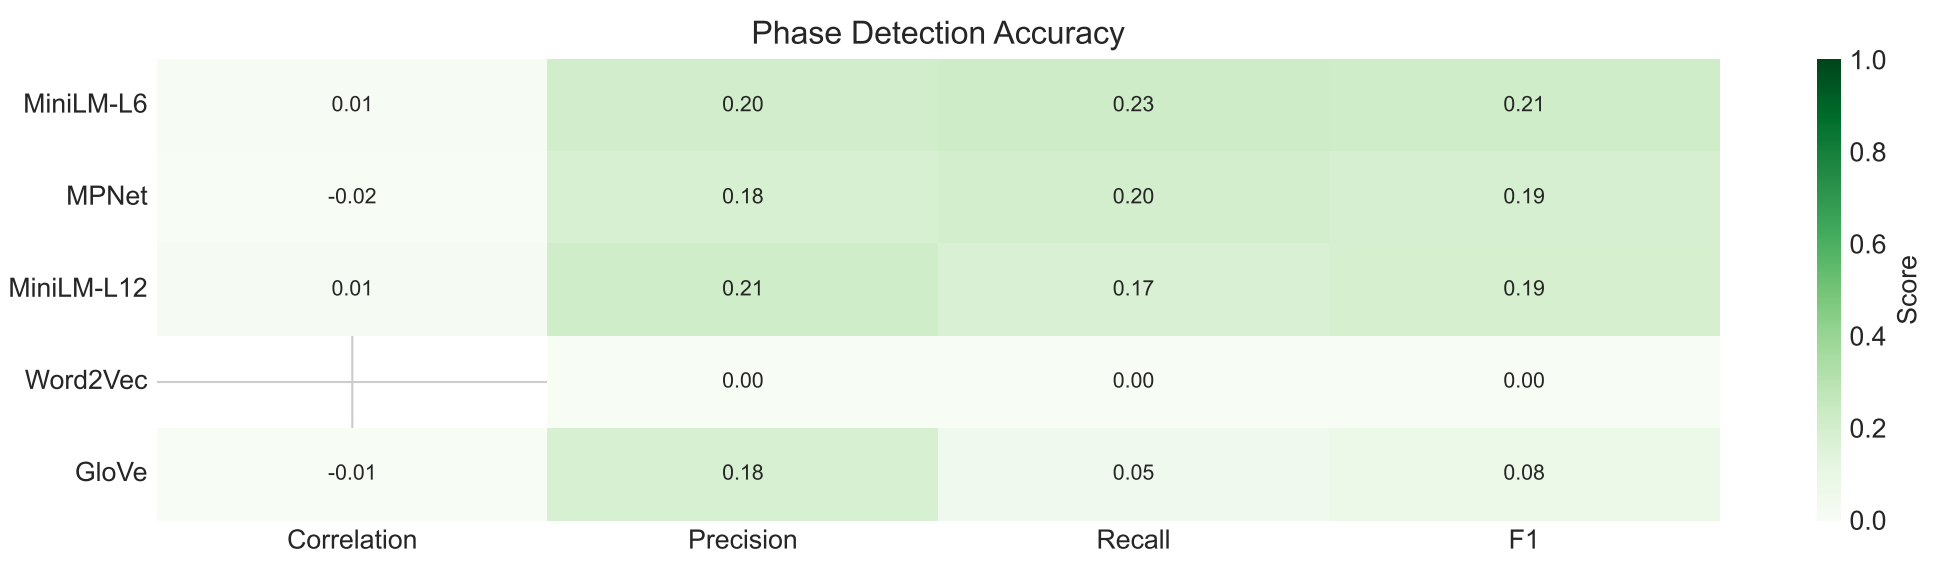 Phase Detection Accuracy
MiniLM-L6 0.01 0.20 0.23 0.21
MPNet -0.02 0.18 0.20 0.19
MiniLM-L12 0.01 0.21 0.17 0.19
Word2Vec 0.00 0.00 0.00
GloVe -0.01 0.18 0.05 0.08
Correlation Precision Recall F1
1.0
0.8
0.6
0.4
0.2
0.0
Score